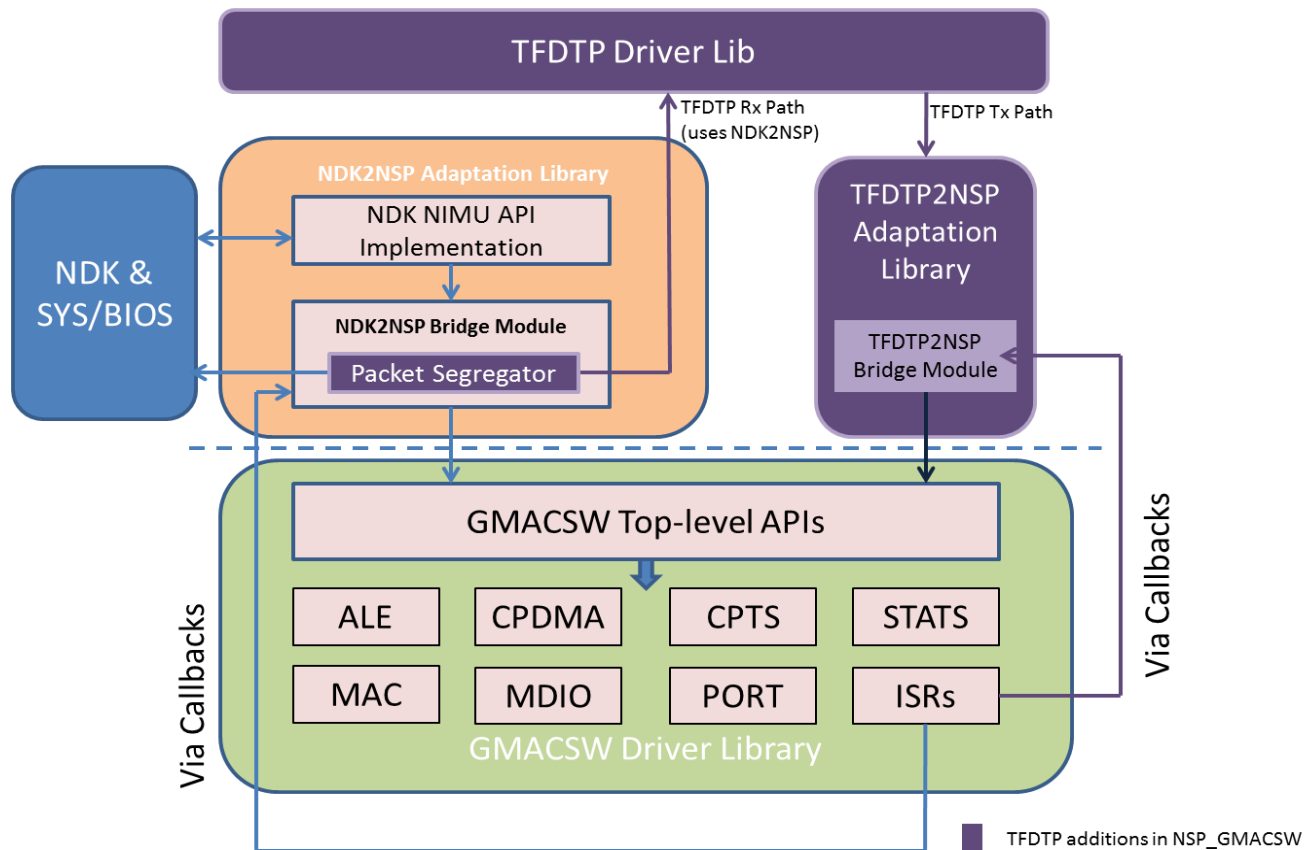 TFDTP Driver Lib
TFDTP Rx Path
(uses NDK2NSP)
TFDTP Tx Path
NDK2NSP Adaptation Library
NDK NIMU API
Implementation
NDK &
SYS/BIOS
NDK2NSP Bridge Module
Packet Segregator
TFDTP2NSP
Adaptation
Library
TFDTP2NSP
Bridge Module
GMACSW Top-level APIs
ALE
CPDMA
CPTS
STATS
MAC
MDIO
PORT
ISRs
GMACSW Driver Library
Via Callbacks
Via Callbacks
TFDTP additions in NSP_GMACSW